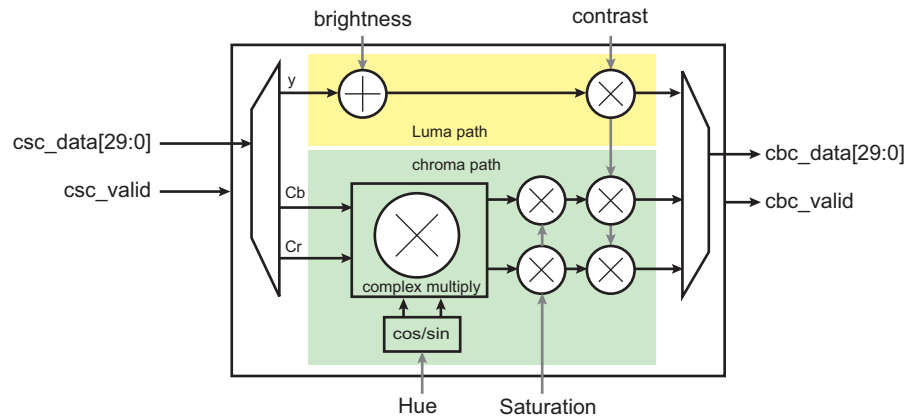 brightness
contrast
y
Luma path
csc_data[29:0]
chroma path
cbc_data[29:0]
csc_valid
Cb
cbc_valid
Cr
complex multiply
cos/sin
Hue
Saturation